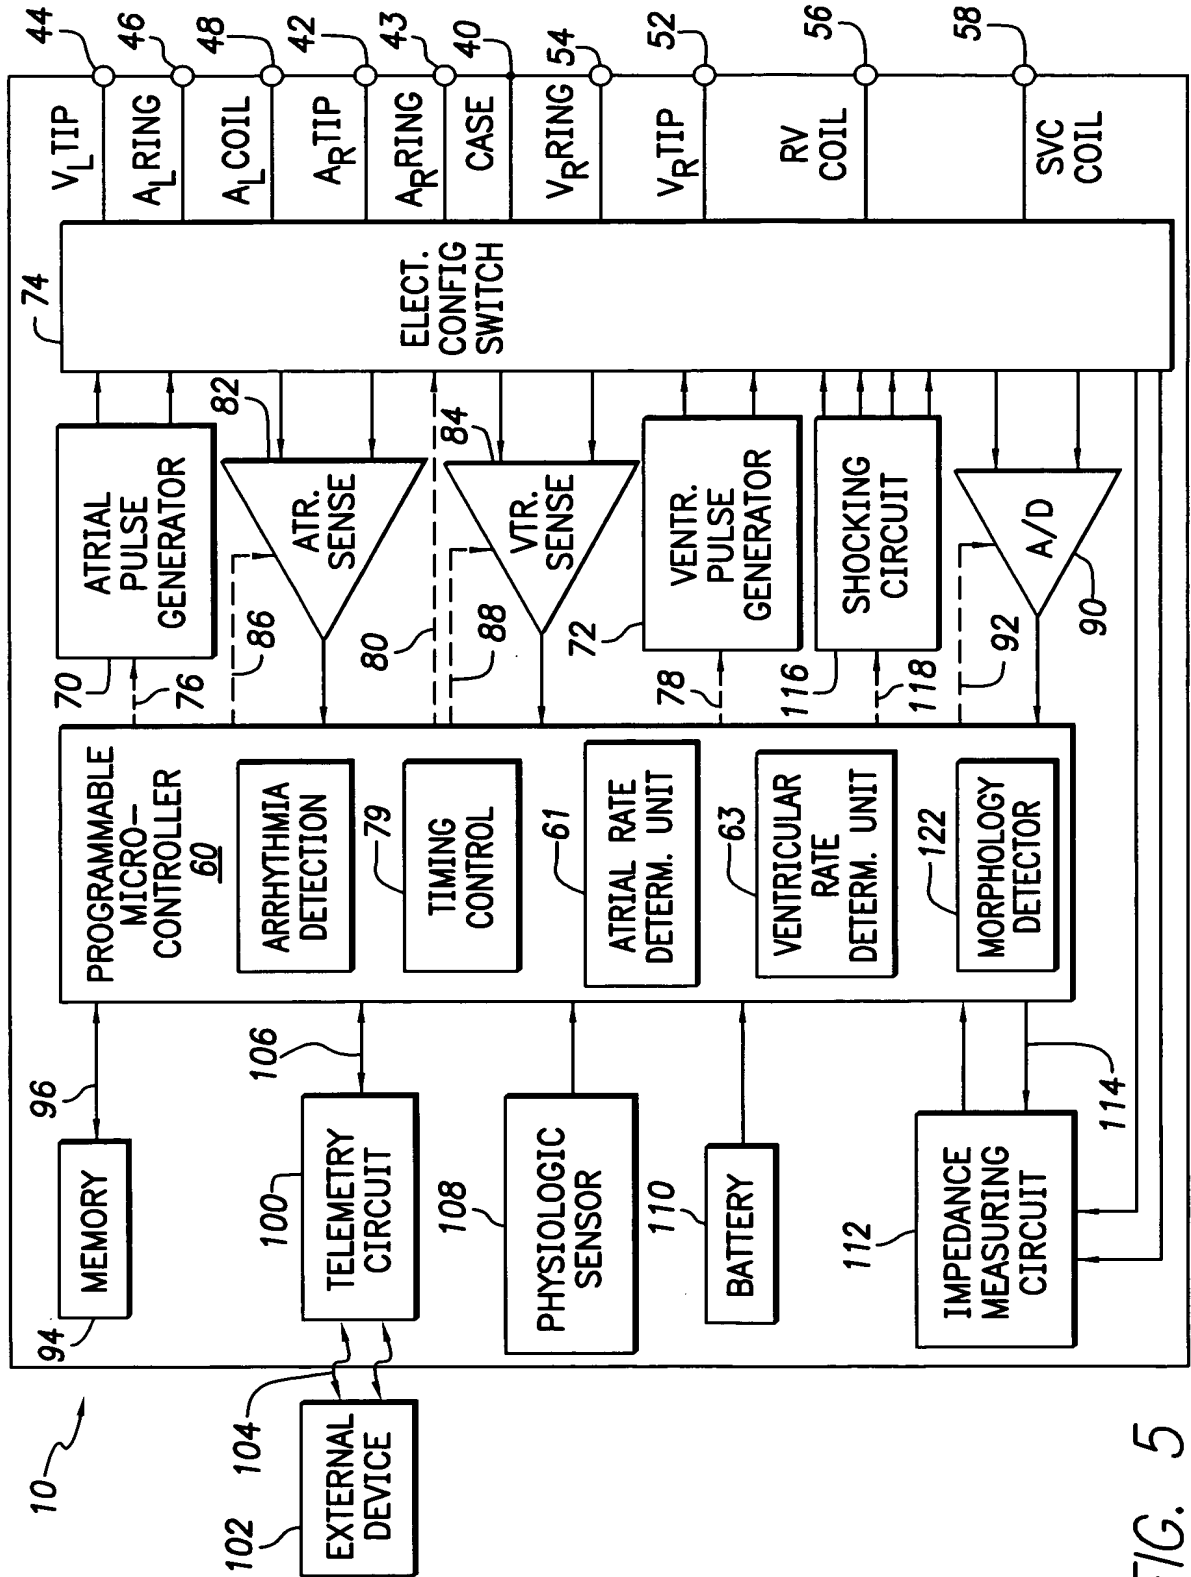 10
44
V_L TIP
46
A_L RING
48
A_L COIL
42
A_R TIP
43
A_R RING
40
CASE
54
V_R RING
52
V_R TIP
56
RV
COIL
58
SVC
COIL
74
ELECT.
CONFIG
SWITCH
ATRIAL
PULSE
GENERATOR
70
76
82
ATR.
SENSE
86
80
84
VTR.
SENSE
88
VENTR.
PULSE
GENERATOR
72
78
SHOCKING
CIRCUIT
116
118
A/D
90
92
PROGRAMMABLE
MICRO-
CONTROLLER
60
ARRHYTHMIA
DETECTION
79
TIMING
CONTROL
61
ATRIAL RATE
DETERM. UNIT
63
VENTRICULAR
RATE
DETERM. UNIT
122
MORPHOLOGY
DETECTOR
96
MEMORY
94
106
100
TELEMETRY
CIRCUIT
104
102
EXTERNAL
DEVICE
108
PHYSIOLOGIC
SENSOR
110
BATTERY
112
IMPEDANCE
MEASURING
CIRCUIT
114
FIG. 5